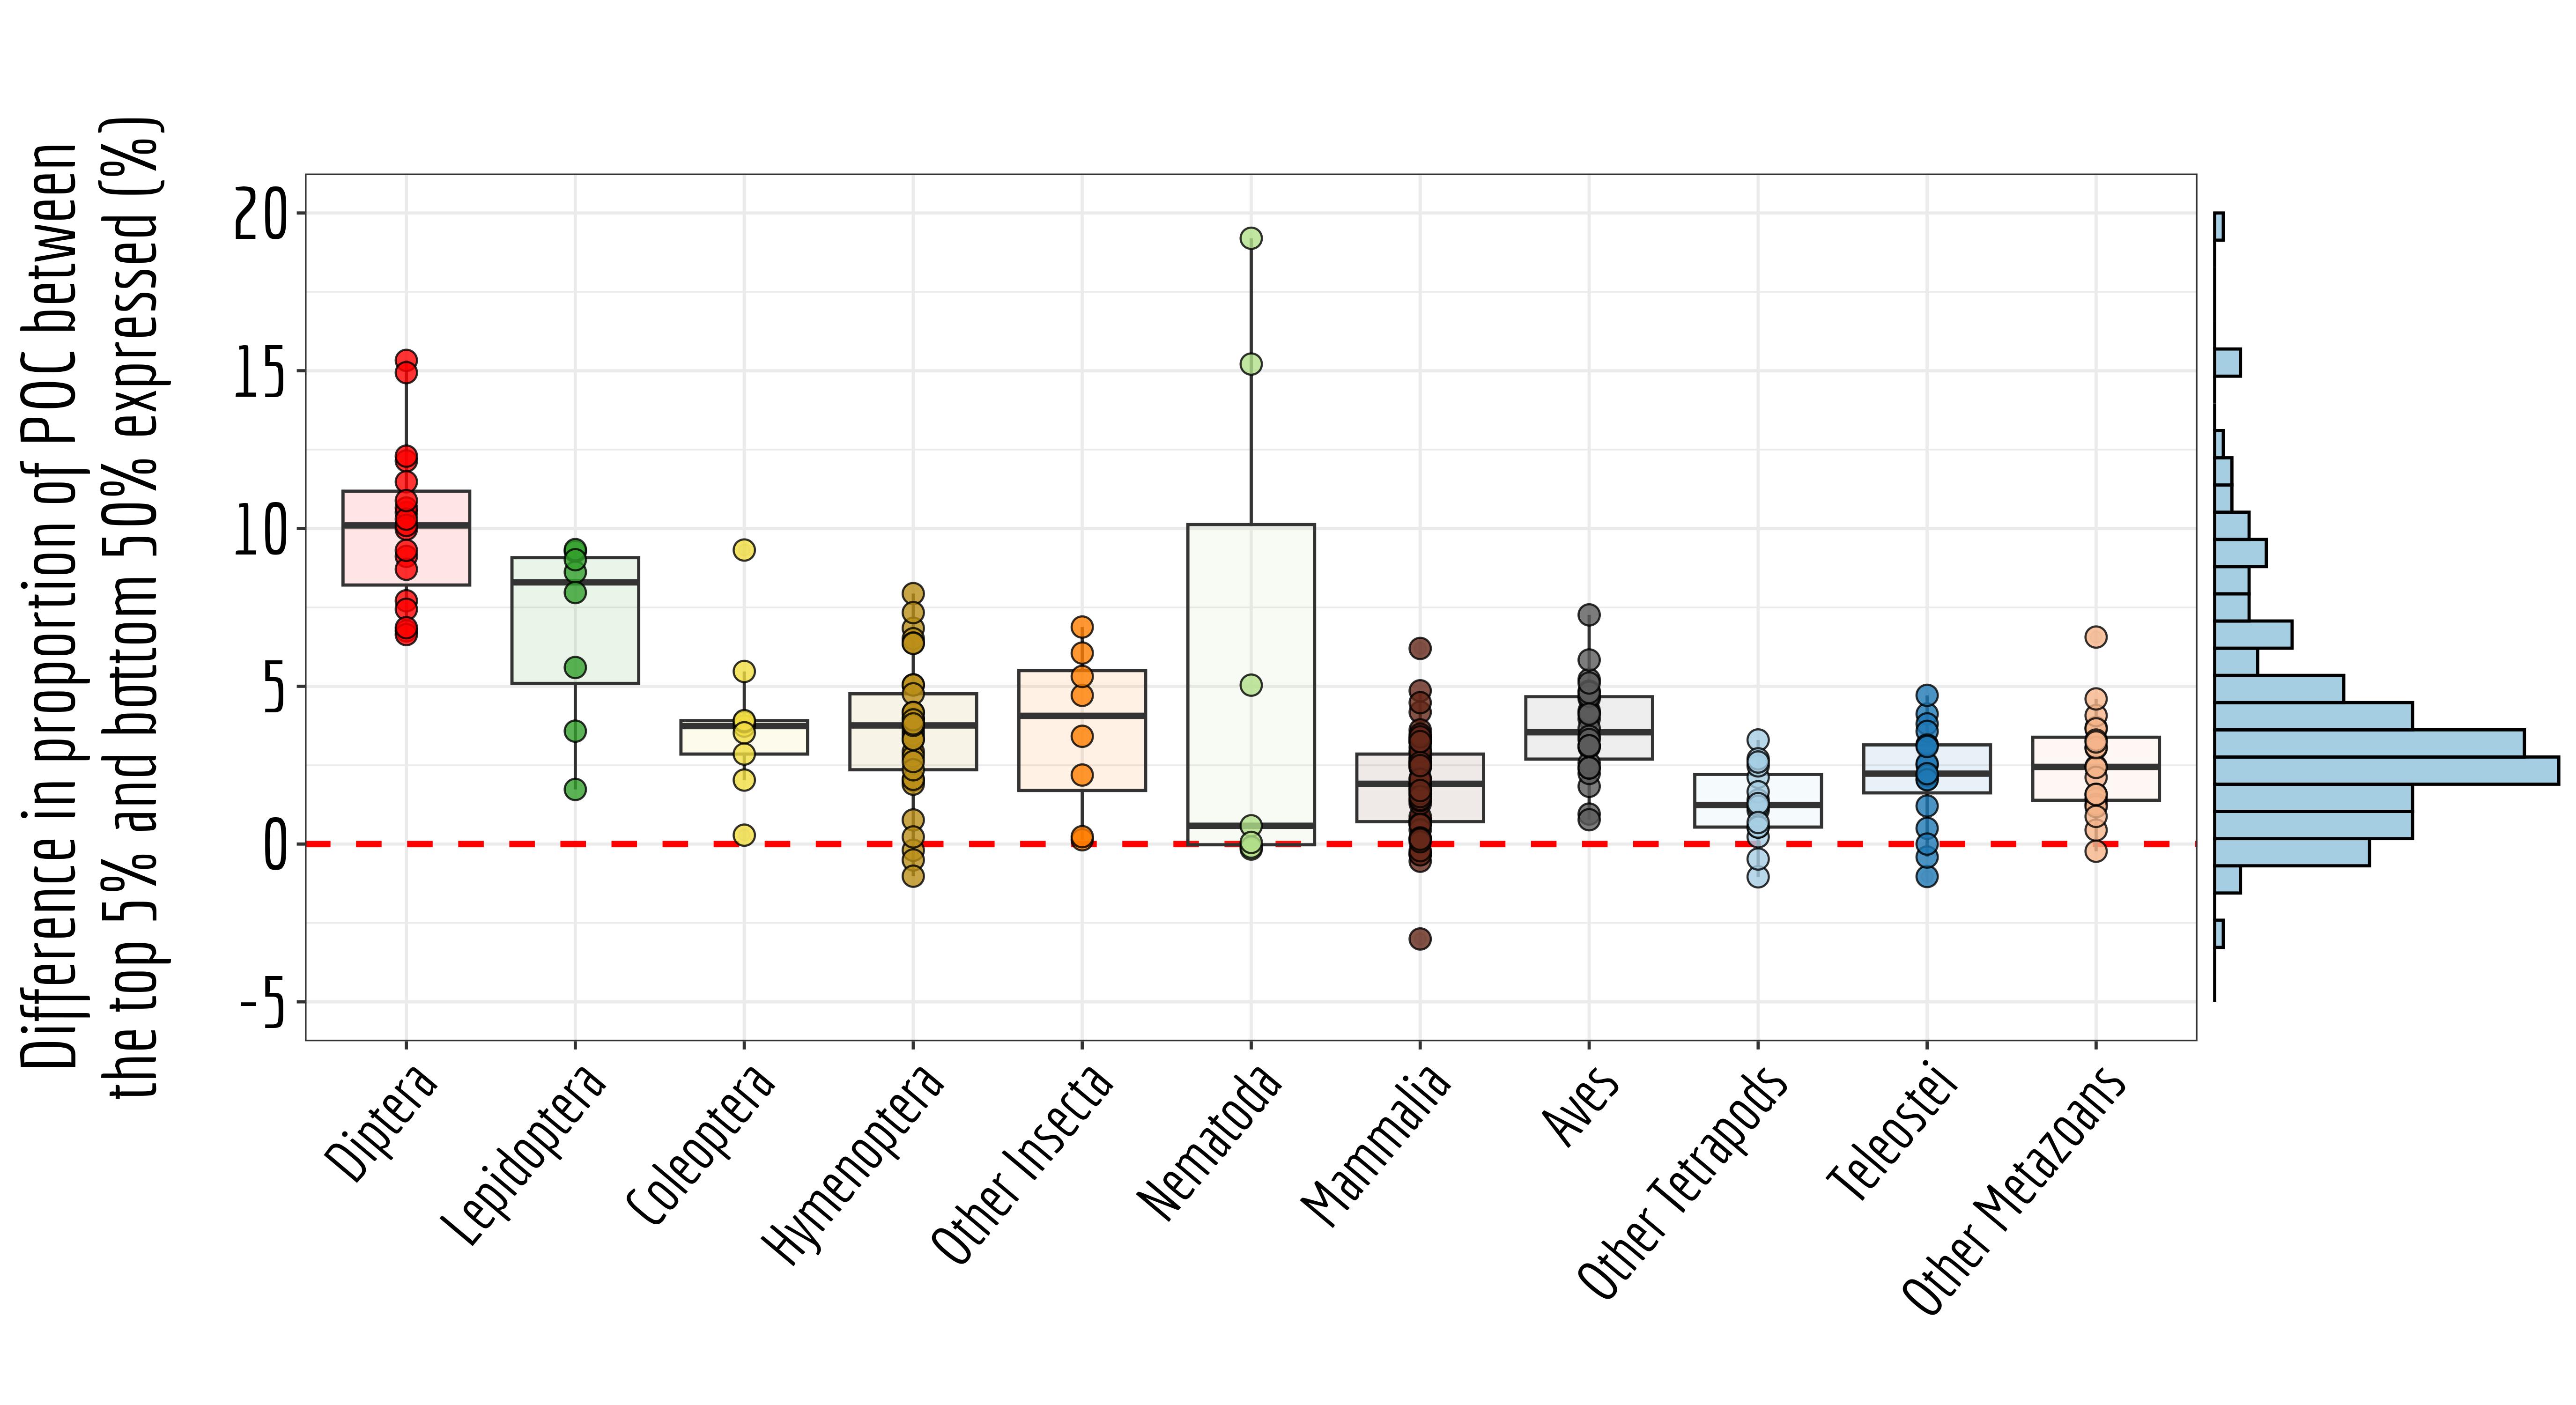 Difference in proportion of POC between
the top 5% and bottom 50% expressed (%)
20
15
10
5
0
-5
Diptera
Lepidoptera
Coleoptera
Hymenoptera
Other Insecta
Nematoda
Mammalia
Aves
Other Tetrapods
Teleostei
Other Metazoans